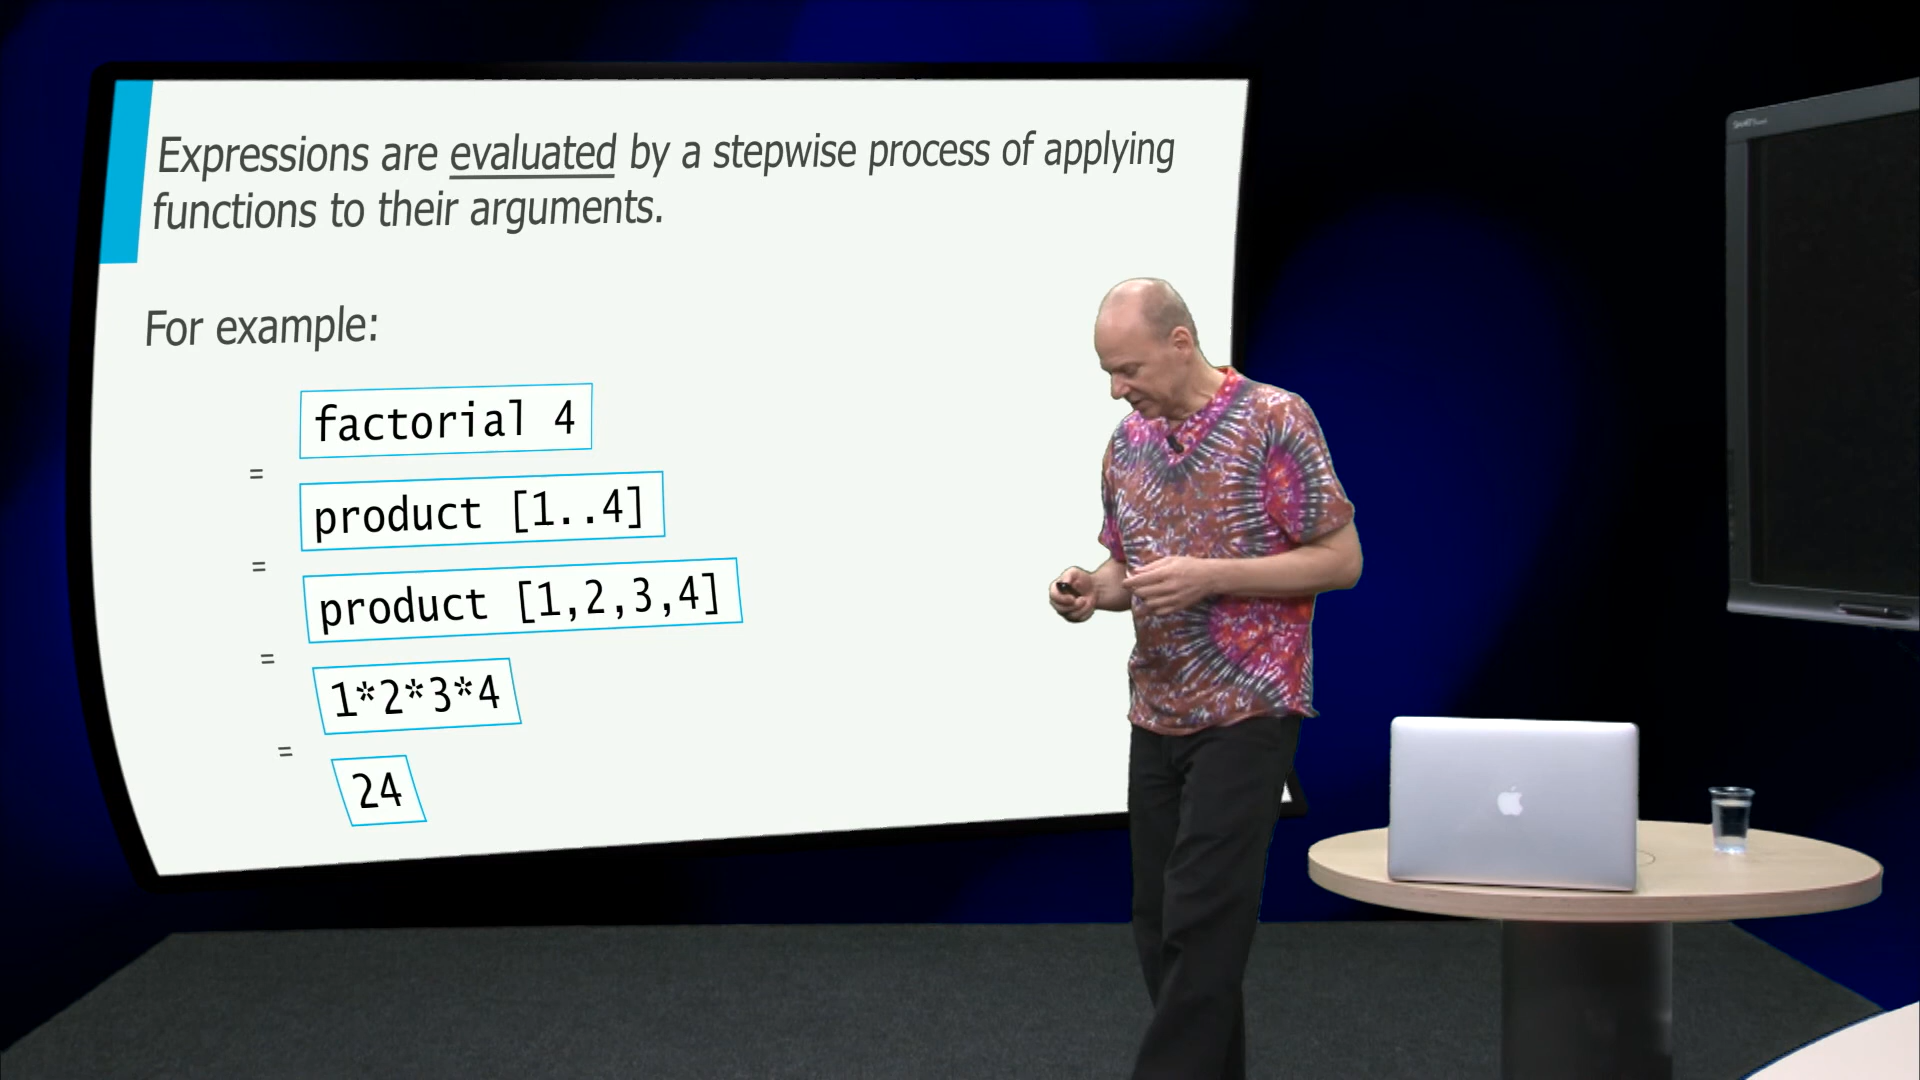 Expressions are evaluated by a stepwise process of applying
functions to their arguments.
For example:
factorial 4
=
product [1..4]
=
product [1,2,3,4]
=
1*2*3*4
=
24